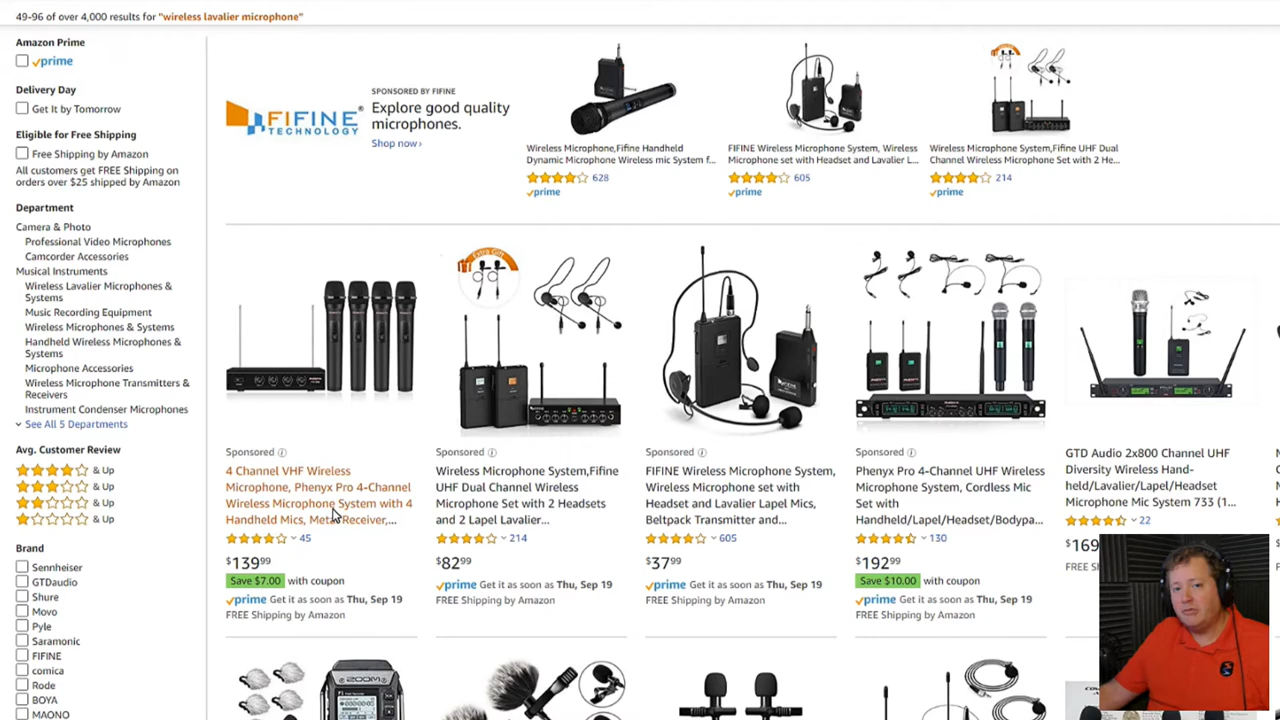 49-96 of over 4,000 results for "wireless lavalier microphone"
Amazon Prime
prime
Delivery Day
Get It by Tomorrow
Eligible for Free Shipping
Free Shipping by Amazon
All customers get FREE Shipping on
orders over $25 shipped by Amazon
Department
Camera & Photo
Professional Video Microphones
Camcorder Accessories
Musical Instruments
Wireless Lavalier Microphones &
Systems
Music Recording Equipment
Wireless Microphones & Systems
Handheld Wireless Microphones &
Systems
Microphone Accessories
Wireless Microphone Transmitters &
Receivers
Instrument Condenser Microphones
See All 5 Departments
Avg. Customer Review
& Up
& Up
& Up
& Up
Brand
Sennheiser
GTDaudio
Shure
Movo
Pyle
Saramonic
FIFINE
comica
Rode
BOYA
MAONO
FIFINE
TECHNOLOGY
SPONSORED BY FIFINE
Explore good quality
microphones.
Shop now ›
Wireless Microphone,Fifine Handheld
Dynamic Microphone Wireless mic System f...
628
prime
FIFINE Wireless Microphone System, Wireless
Microphone set with Headset and Lavalier L...
605
prime
Wireless Microphone System,Fifine UHF Dual
Channel Wireless Microphone Set with 2 He...
214
prime
Sponsored
4 Channel VHF Wireless
Microphone, Phenyx Pro 4-Channel
Wireless Microphone System with 4
Handheld Mics, Metal Receiver,...
45
$139.99
Save $7.00 with coupon
prime Get it as soon as Thu, Sep 19
FREE Shipping by Amazon
Extra Gift
FIFINE
Sponsored
Wireless Microphone System,Fifine
UHF Dual Channel Wireless
Microphone Set with 2 Headsets
and 2 Lapel Lavalier...
214
$82.99
prime Get it as soon as Thu, Sep 19
FREE Shipping by Amazon
FIFINE
Sponsored
FIFINE Wireless Microphone System,
Wireless Microphone set with
Headset and Lavalier Lapel Mics,
Beltpack Transmitter and...
605
$37.99
prime Get it as soon as Thu, Sep 19
FREE Shipping by Amazon
Sponsored
Phenyx Pro 4-Channel UHF Wireless
Microphone System, Cordless Mic
Set with
Handheld/Lapel/Headset/Bodypa...
130
$192.99
Save $10.00 with coupon
prime Get it as soon as Thu, Sep 19
FREE Shipping by Amazon
GTD Audio 2x800 Channel UHF
Diversity Wireless Hand-
held/Lavalier/Lapel/Headset
Microphone Mic System 733 (1...
22
$169
FREE
ZOOM